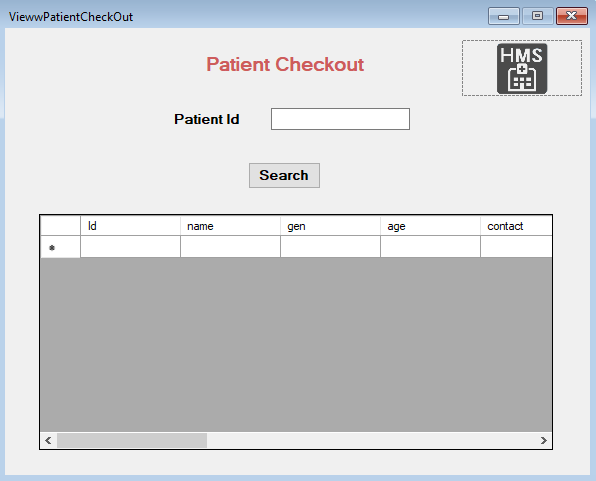 ViewwPatientCheckOut
Patient Checkout
HMS
Patient Id
Search
Id name gen age contact